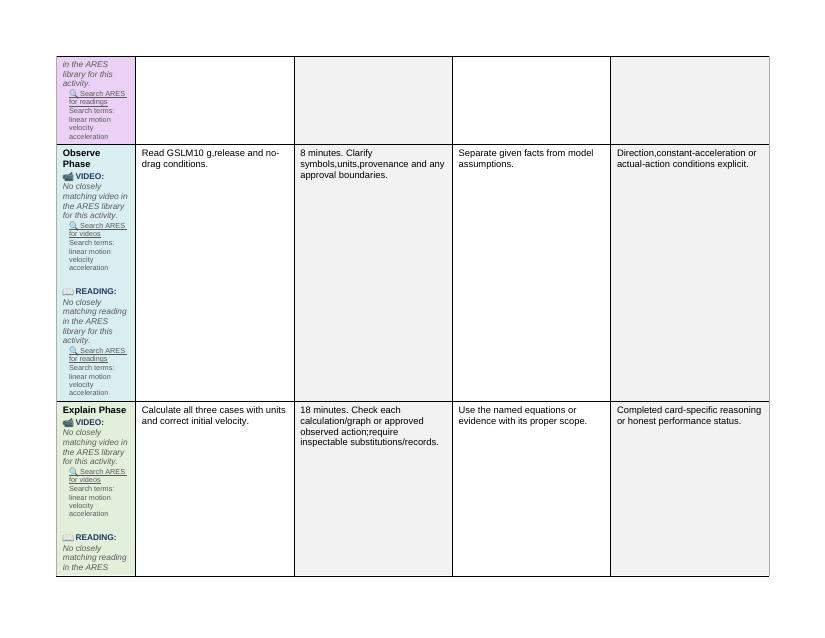 in the ARES
library for this
activity.
🔍 Search ARES
for readings
Search terms:
linear motion
velocity
acceleration
Observe
Phase
📹 VIDEO:
No closely
matching video in
the ARES library
for this activity.
🔍 Search ARES
for videos
Search terms:
linear motion
velocity
acceleration
📖 READING:
No closely
matching reading
in the ARES
library for this
activity.
🔍 Search ARES
for readings
Search terms:
linear motion
velocity
acceleration
Read GSLM10 g,release and no-
drag conditions.
8 minutes. Clarify
symbols,units,provenance and any
approval boundaries.
Separate given facts from model
assumptions.
Direction,constant-acceleration or
actual-action conditions explicit.
Explain Phase
📹 VIDEO:
No closely
matching video in
the ARES library
for this activity.
🔍 Search ARES
for videos
Search terms:
linear motion
velocity
acceleration
📖 READING:
No closely
matching reading
in the ARES
Calculate all three cases with units
and correct initial velocity.
18 minutes. Check each
calculation/graph or approved
observed action;require
inspectable substitutions/records.
Use the named equations or
evidence with its proper scope.
Completed card-specific reasoning
or honest performance status.